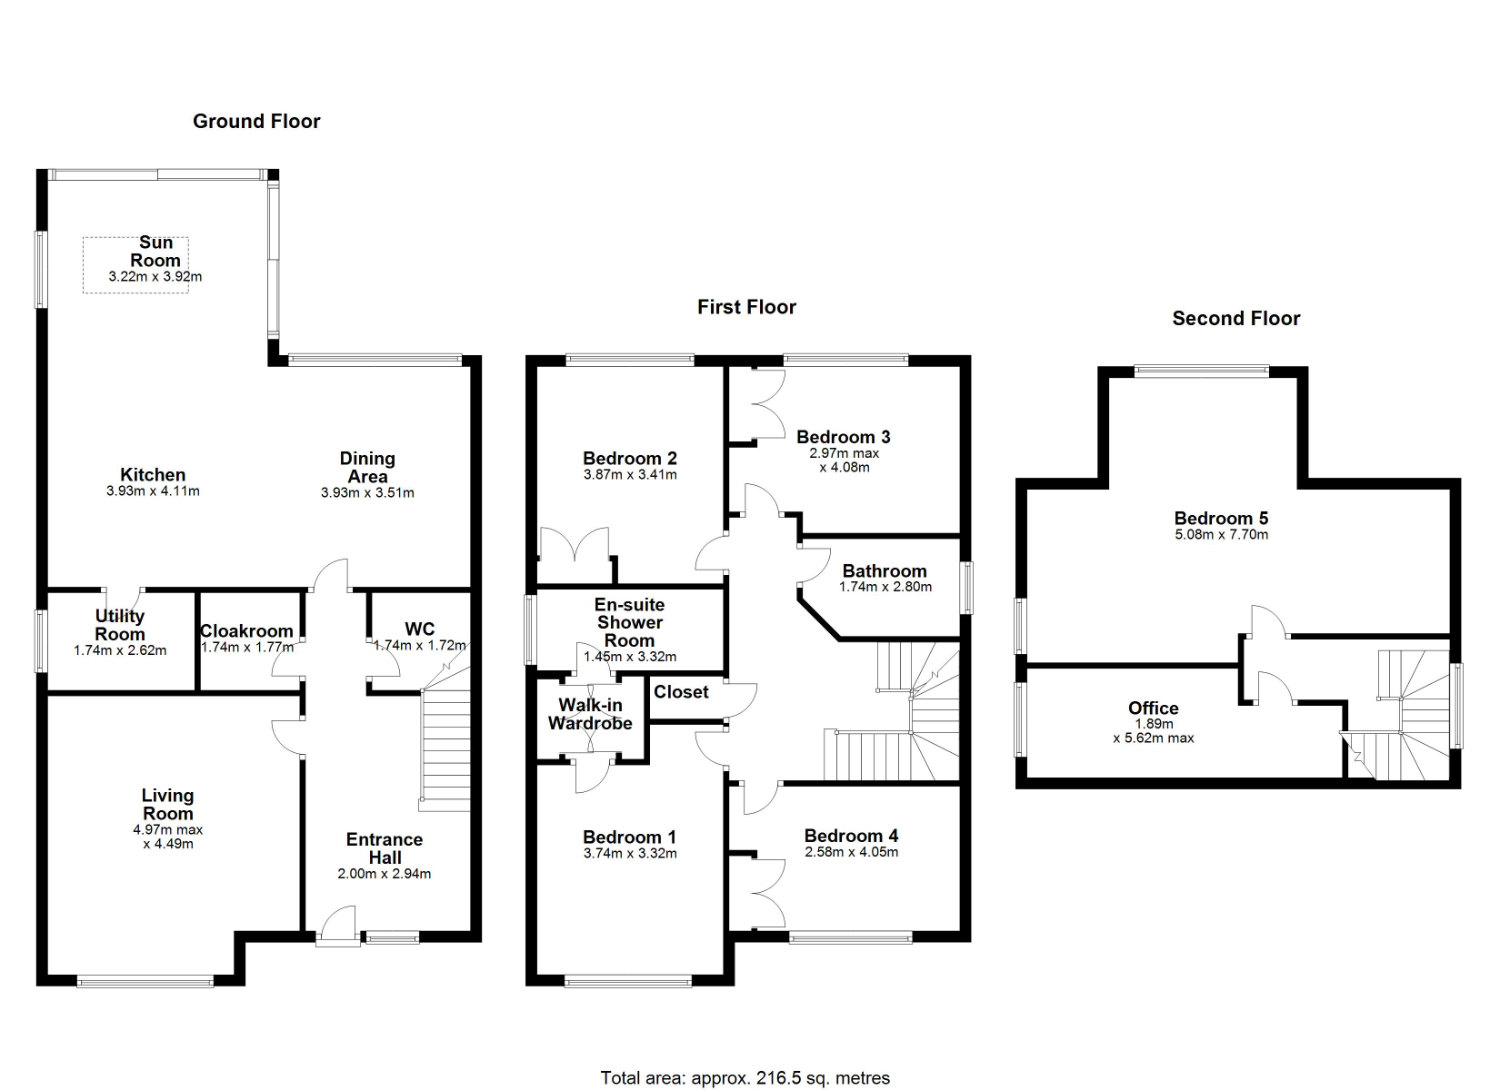 Ground Floor
Sun
Room
3.22m x 3.92m
Kitchen
3.93m x 4.11m
Dining
Area
3.93m x 3.51m
Utility
Room
1.74m x 2.62m
Cloakroom
1.74m x 1.77m
WC
1.74m x 1.72m
Living
Room
4.97m max
x 4.49m
Entrance
Hall
2.00m x 2.94m
First Floor
Bedroom 2
3.87m x 3.41m
Bedroom 3
2.97m max
x 4.08m
Bathroom
1.74m x 2.80m
En-suite
Shower
Room
1.45m x 3.32m
Walk-in
Wardrobe
Closet
Bedroom 1
3.74m x 3.32m
Bedroom 4
2.58m x 4.05m
Second Floor
Bedroom 5
5.08m x 7.70m
Office
1.89m
x 5.62m max
Total area: approx. 216.5 sq. metres